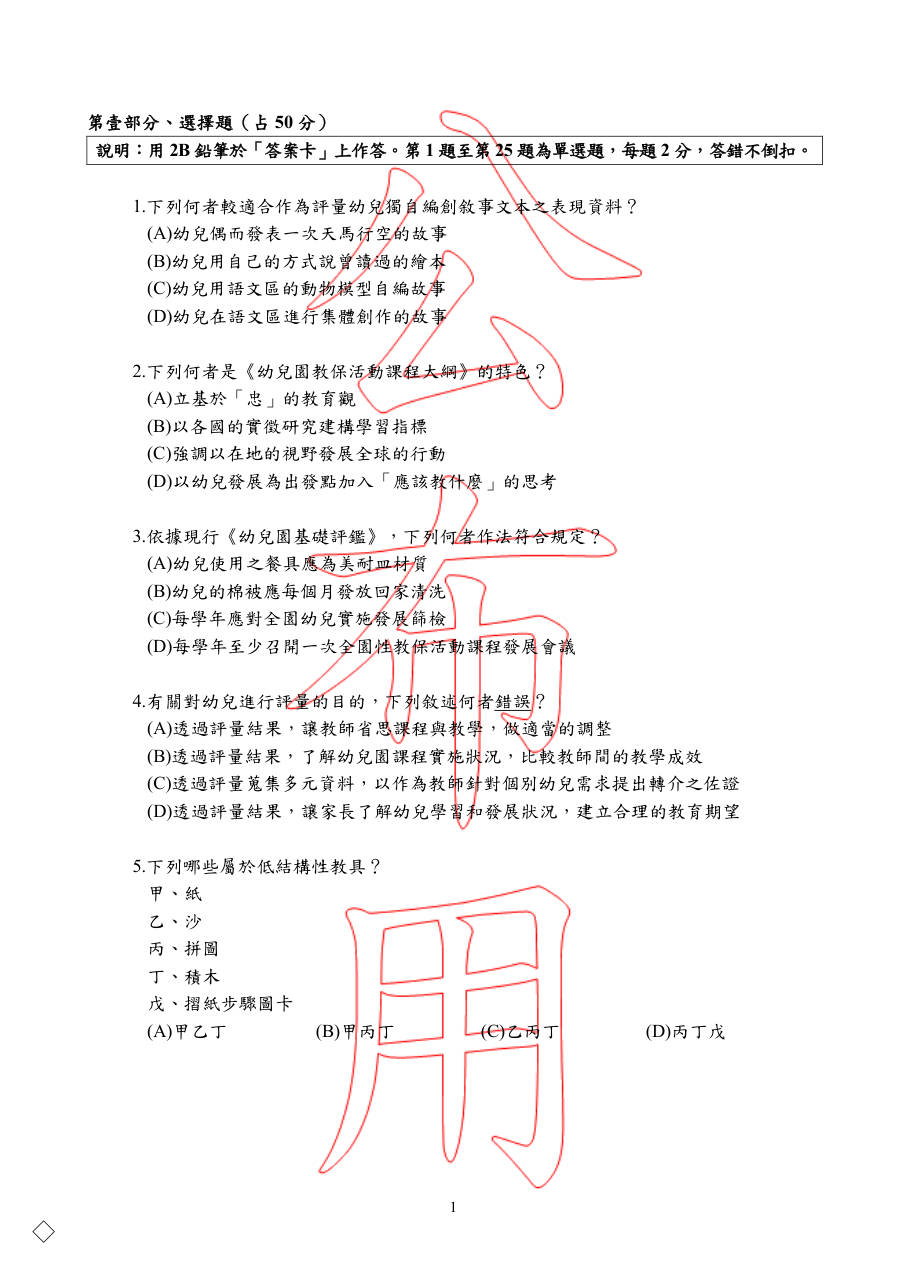 第壹部分、選擇題（占 50 分）
說明：用 2B 鉛筆於「答案卡」上作答。第 1 題至第 25 題為單選題，每題 2 分，答錯不倒扣。
1.下列何者較適合作為評量幼兒獨自編創敘事文本之表現資料？
(A)幼兒偶而發表一次天馬行空的故事
(B)幼兒用自己的方式說曾讀過的繪本
(C)幼兒用語文區的動物模型自編故事
(D)幼兒在語文區進行集體創作的故事
2.下列何者是《幼兒園教保活動課程大綱》的特色？
(A)立基於「忠」的教育觀
(B)以各國的實徵研究建構學習指標
(C)強調以在地的視野發展全球的行動
(D)以幼兒發展為出發點加入「應該教什麼」的思考
3.依據現行《幼兒園基礎評鑑》，下列何者作法符合規定？
(A)幼兒使用之餐具應為美耐皿材質
(B)幼兒的棉被應每個月發放回家清洗
(C)每學年應對全園幼兒實施發展篩檢
(D)每學年至少召開一次全園性教保活動課程發展會議
4.有關對幼兒進行評量的目的，下列敘述何者錯誤？
(A)透過評量結果，讓教師省思課程與教學，做適當的調整
(B)透過評量結果，了解幼兒園課程實施狀況，比較教師間的教學成效
(C)透過評量蒐集多元資料，以作為教師針對個別幼兒需求提出轉介之佐證
(D)透過評量結果，讓家長了解幼兒學習和發展狀況，建立合理的教育期望
5.下列哪些屬於低結構性教具？
甲、紙
乙、沙
丙、拼圖
丁、積木
戊、摺紙步驟圖卡
(A)甲乙丁 (B)甲丙丁 (C)乙丙丁 (D)丙丁戊
1
公布用